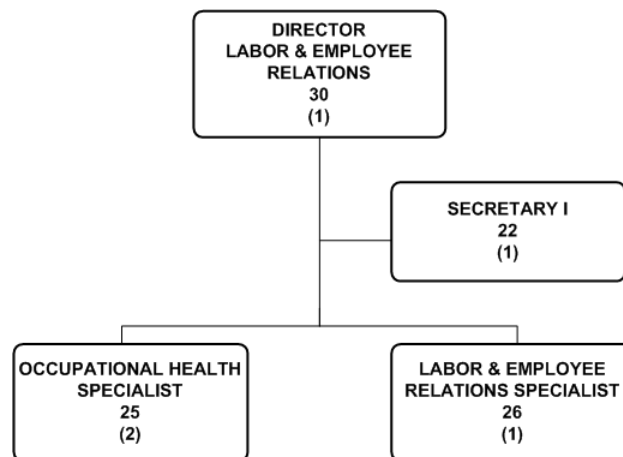 DIRECTOR
LABOR & EMPLOYEE
RELATIONS
30
(1)
SECRETARY I
22
(1)
OCCUPATIONAL HEALTH
SPECIALIST
25
(2)
LABOR & EMPLOYEE
RELATIONS SPECIALIST
26
(1)